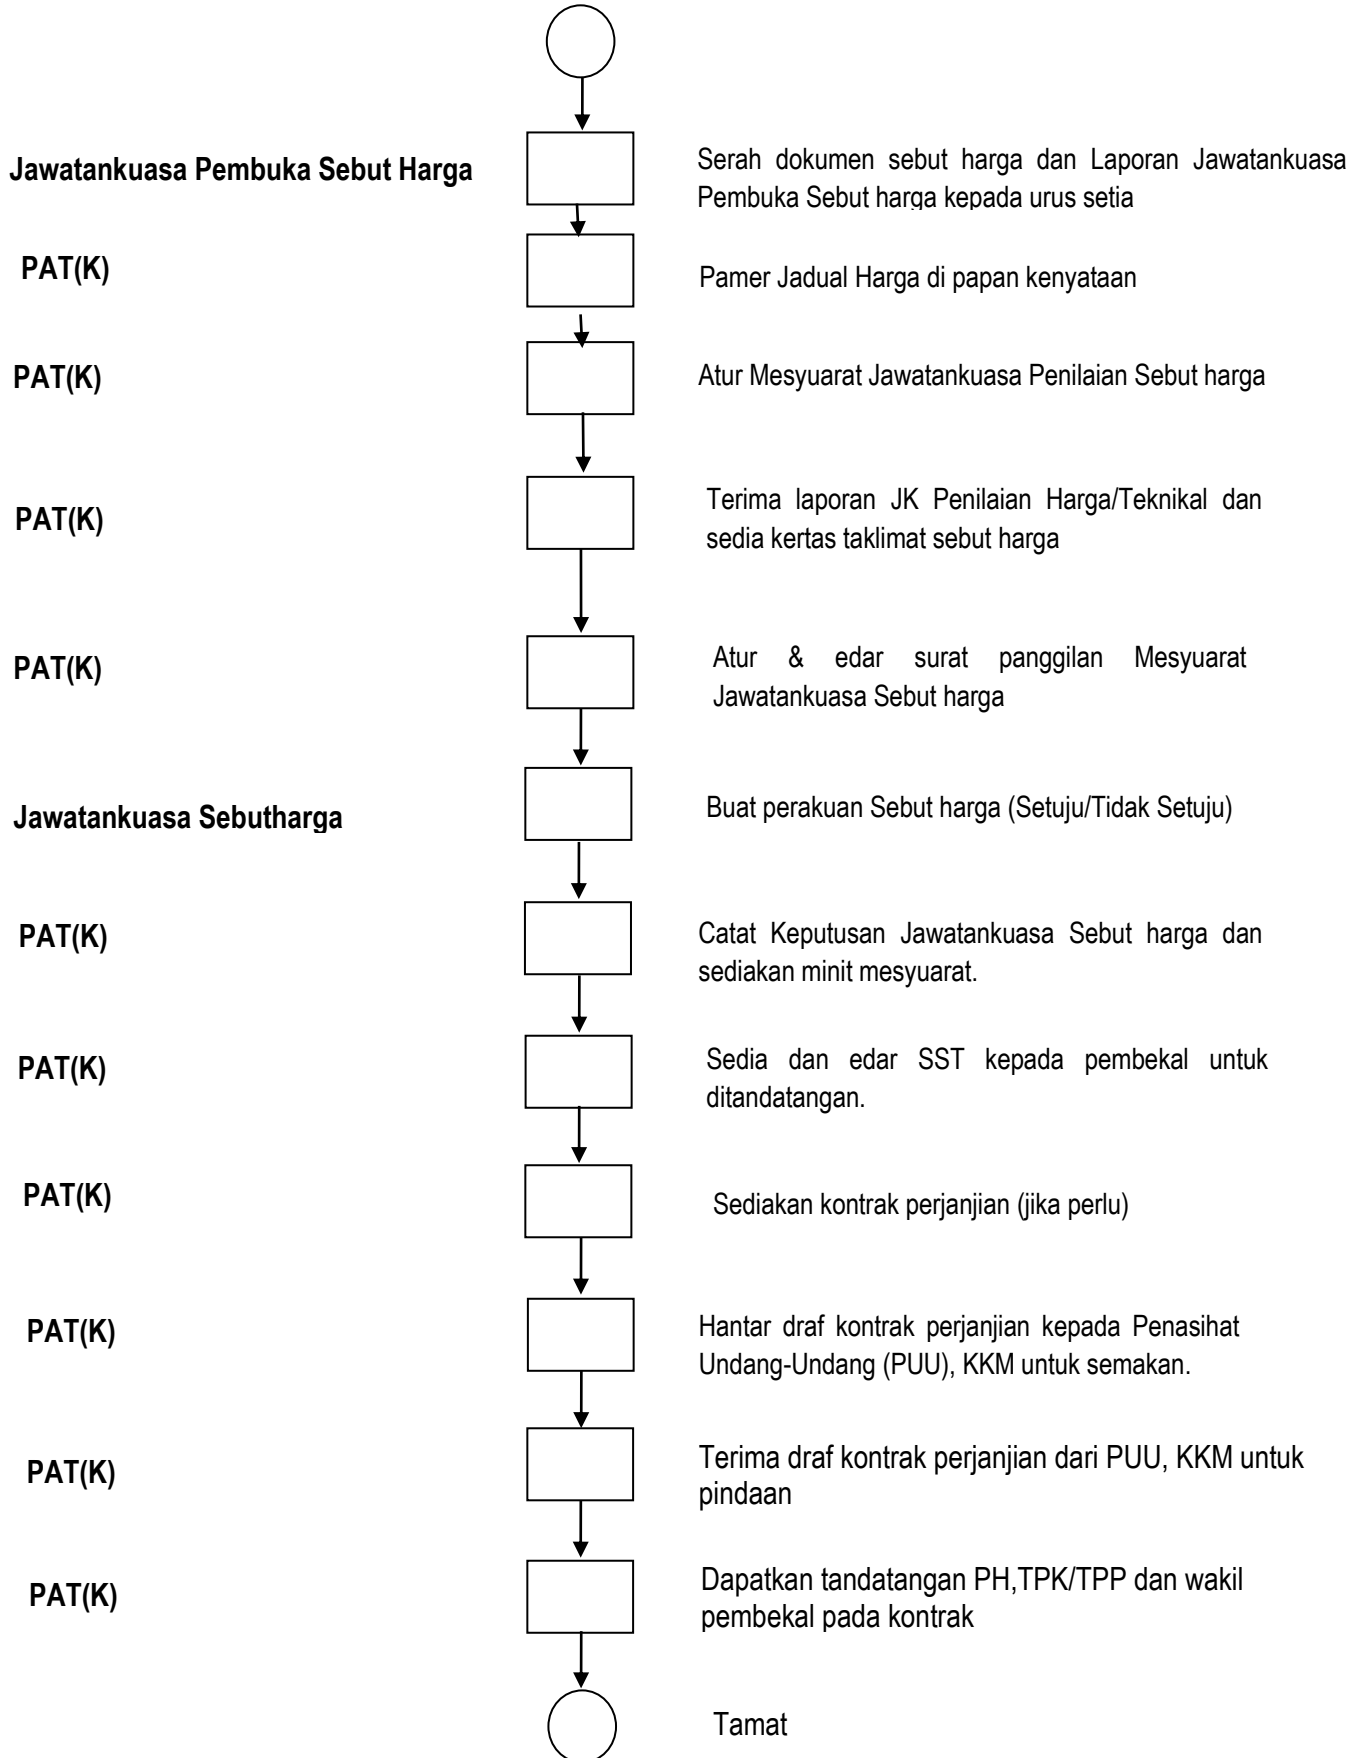 Jawatankuasa Pembuka Sebut Harga
Serah dokumen sebut harga dan Laporan Jawatankuasa
Pembuka Sebut harga kepada urus setia
PAT(K)
Pamer Jadual Harga di papan kenyataan
PAT(K)
Atur Mesyuarat Jawatankuasa Penilaian Sebut harga
PAT(K)
Terima laporan JK Penilaian Harga/Teknikal dan
sedia kertas taklimat sebut harga
PAT(K)
Atur & edar surat panggilan Mesyuarat
Jawatankuasa Sebut harga
Jawatankuasa Sebutharga
Buat perakuan Sebut harga (Setuju/Tidak Setuju)
PAT(K)
Catat Keputusan Jawatankuasa Sebut harga dan
sediakan minit mesyuarat.
PAT(K)
Sedia dan edar SST kepada pembekal untuk
ditandatangan.
PAT(K)
Sediakan kontrak perjanjian (jika perlu)
PAT(K)
Hantar draf kontrak perjanjian kepada Penasihat
Undang-Undang (PUU), KKM untuk semakan.
PAT(K)
Terima draf kontrak perjanjian dari PUU, KKM untuk
pindaan
PAT(K)
Dapatkan tandatangan PH,TPK/TPP dan wakil
pembekal pada kontrak
Tamat